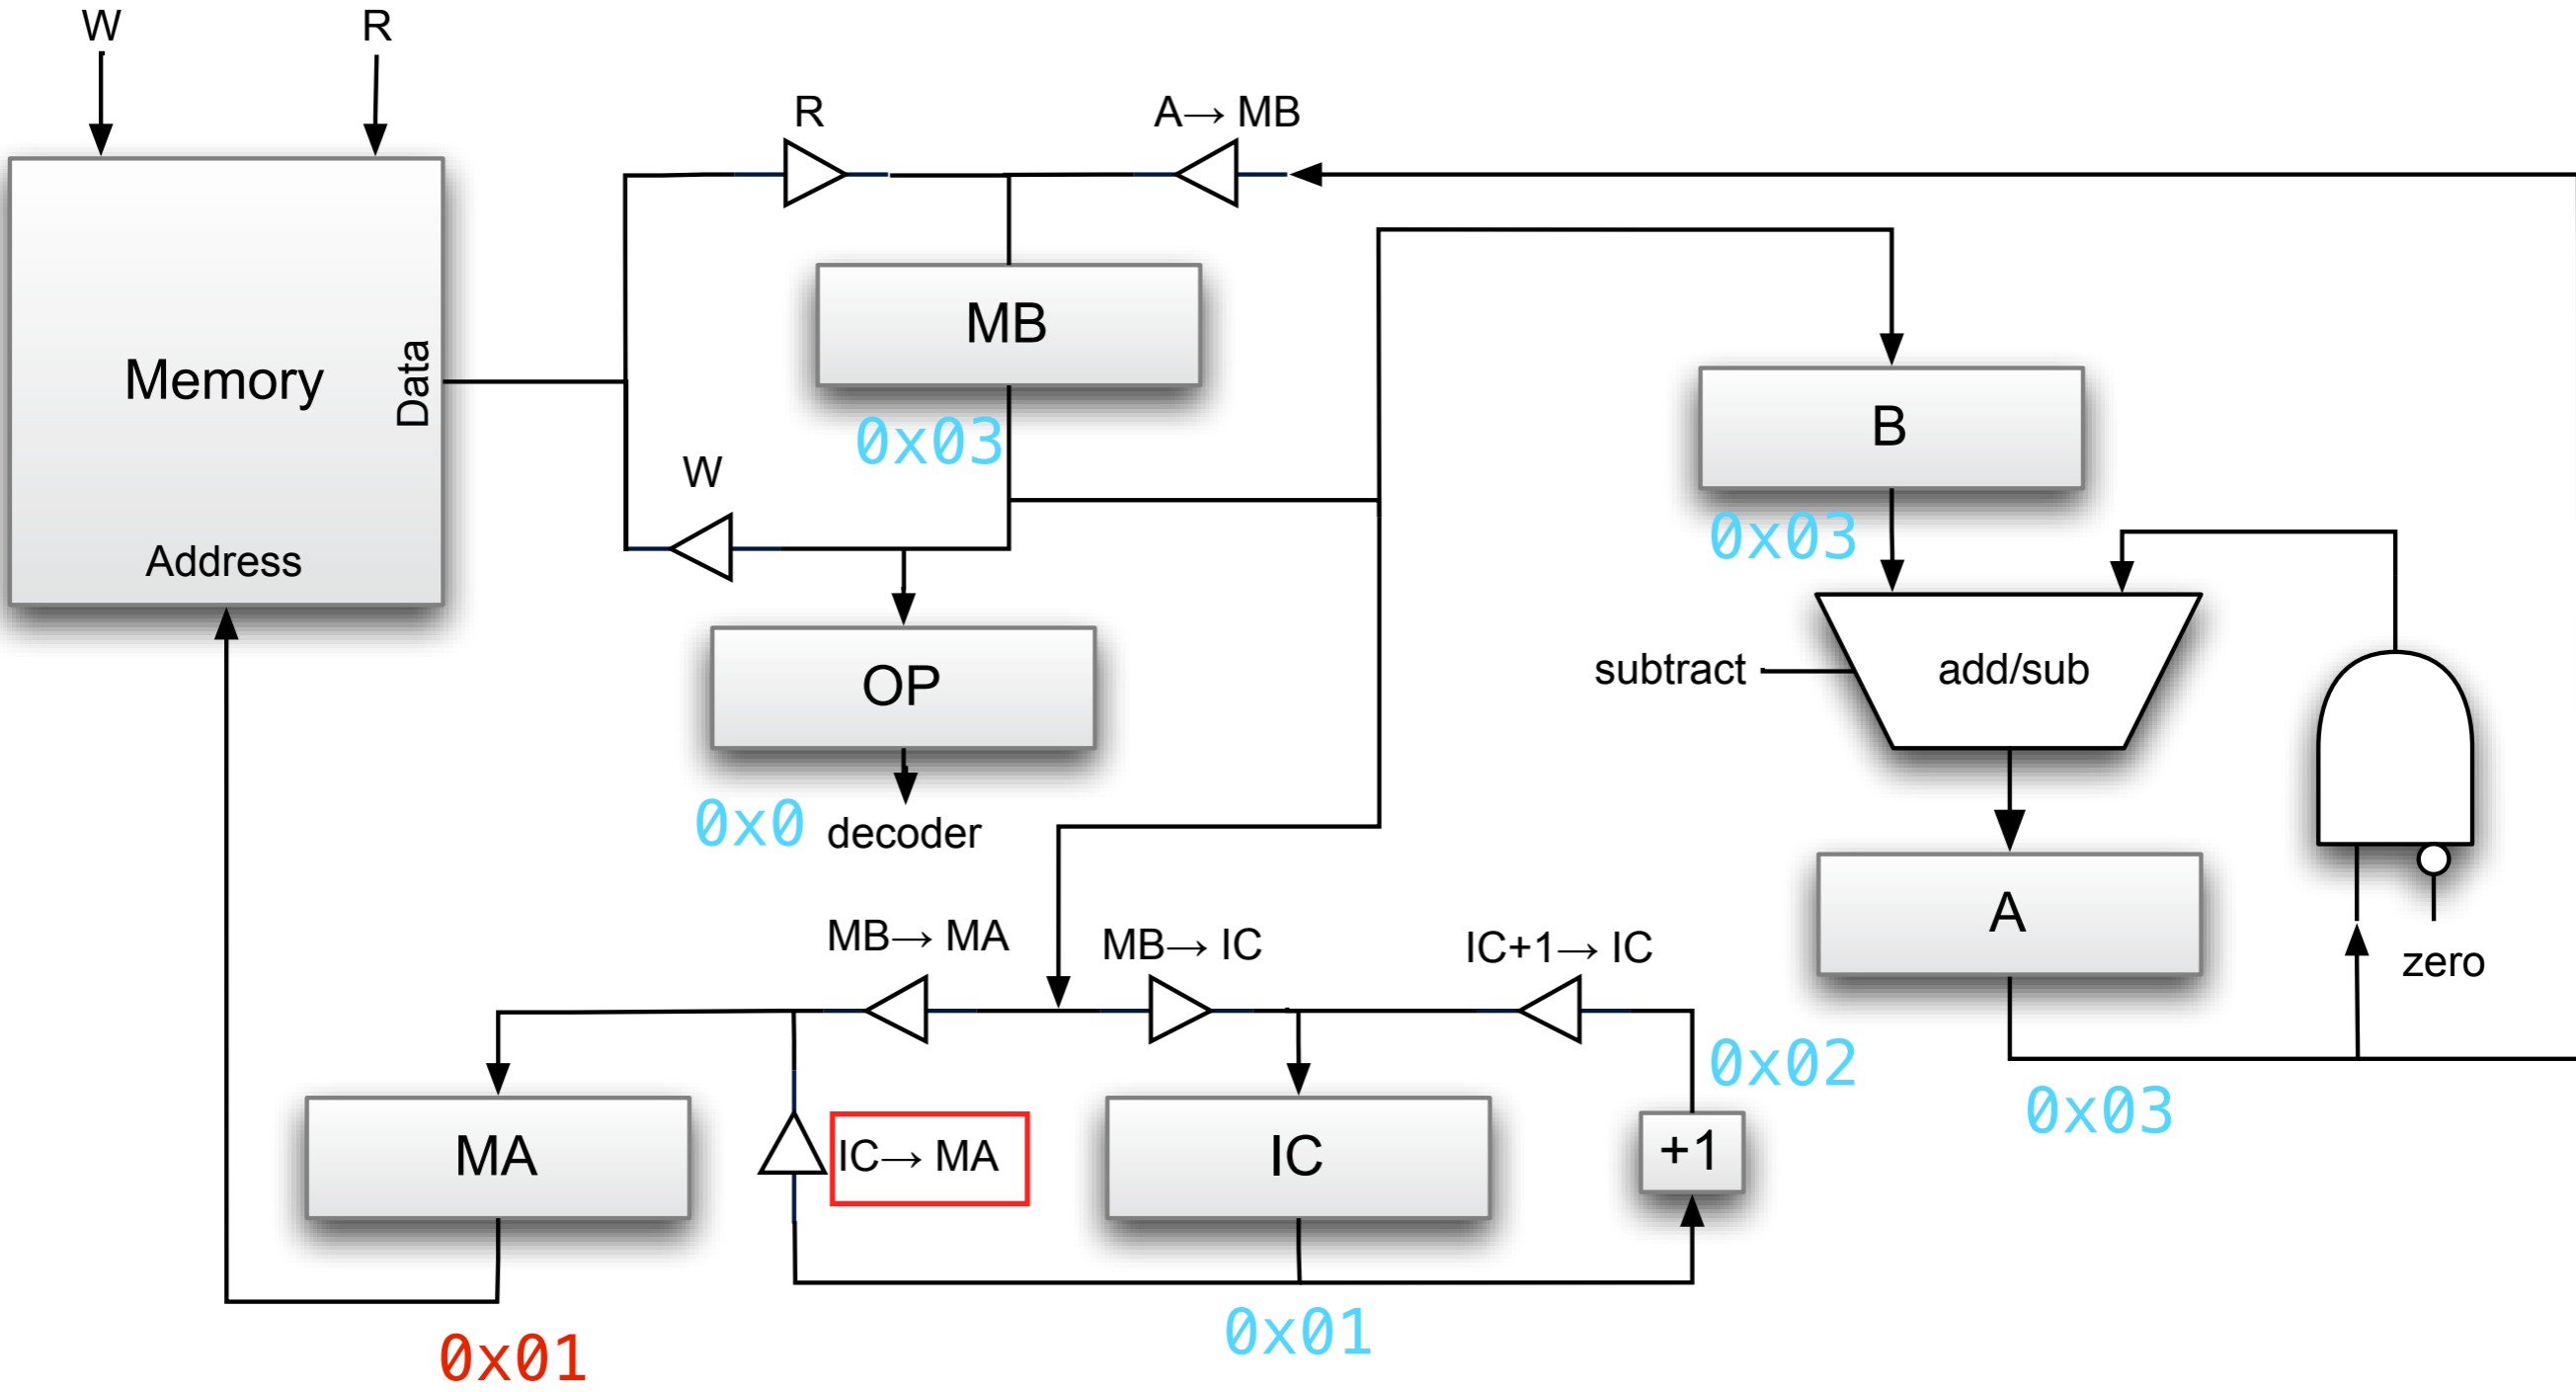 W
R
R
A→ MB
Memory
Data
Address
MB
0x03
W
B
0x03
OP
0x0
decoder
subtract
add/sub
A
zero
0x03
MB→ MA
MB→ IC
IC+1→ IC
0x02
MA
IC→ MA
IC
+1
0x01
0x01